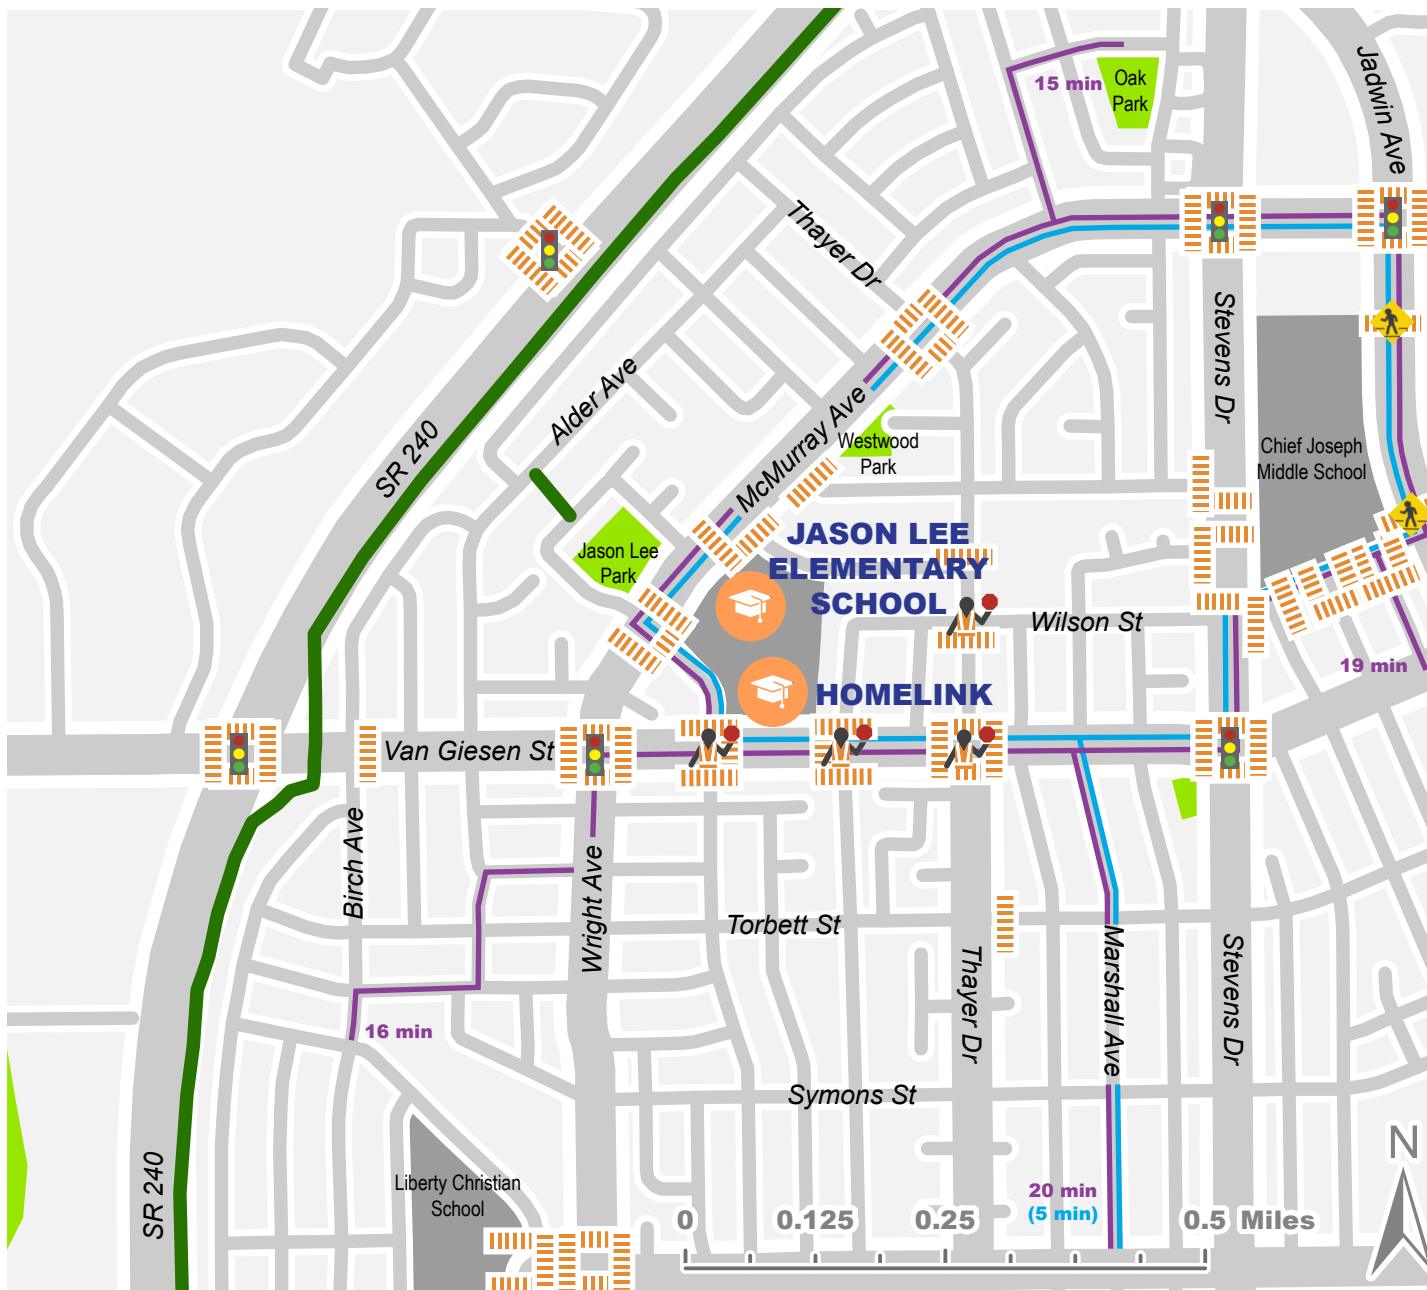 Jadwin Ave
15 min
Oak
Park
Thayer Dr
Stevens Dr
Alder Ave
McMurray Ave
SR 240
Westwood
Park
Chief Joseph
Middle School
Jason Lee
Park
JASON LEE
ELEMENTARY
SCHOOL
Wilson St
19 min
HOMELINK
Van Giesen St
Birch Ave
Wright Ave
Torbett St
Thayer Dr
Marshall Ave
Stevens Dr
16 min
Symons St
SR 240
Liberty Christian
School
20 min
(5 min)
0 0.125 0.25 0.5 Miles
N